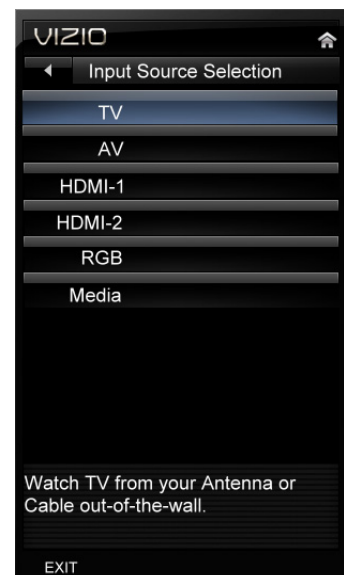 VIZIO
Input Source Selection
TV
AV
HDMI-1
HDMI-2
RGB
Media
Watch TV from your Antenna or
Cable out-of-the-wall.
EXIT